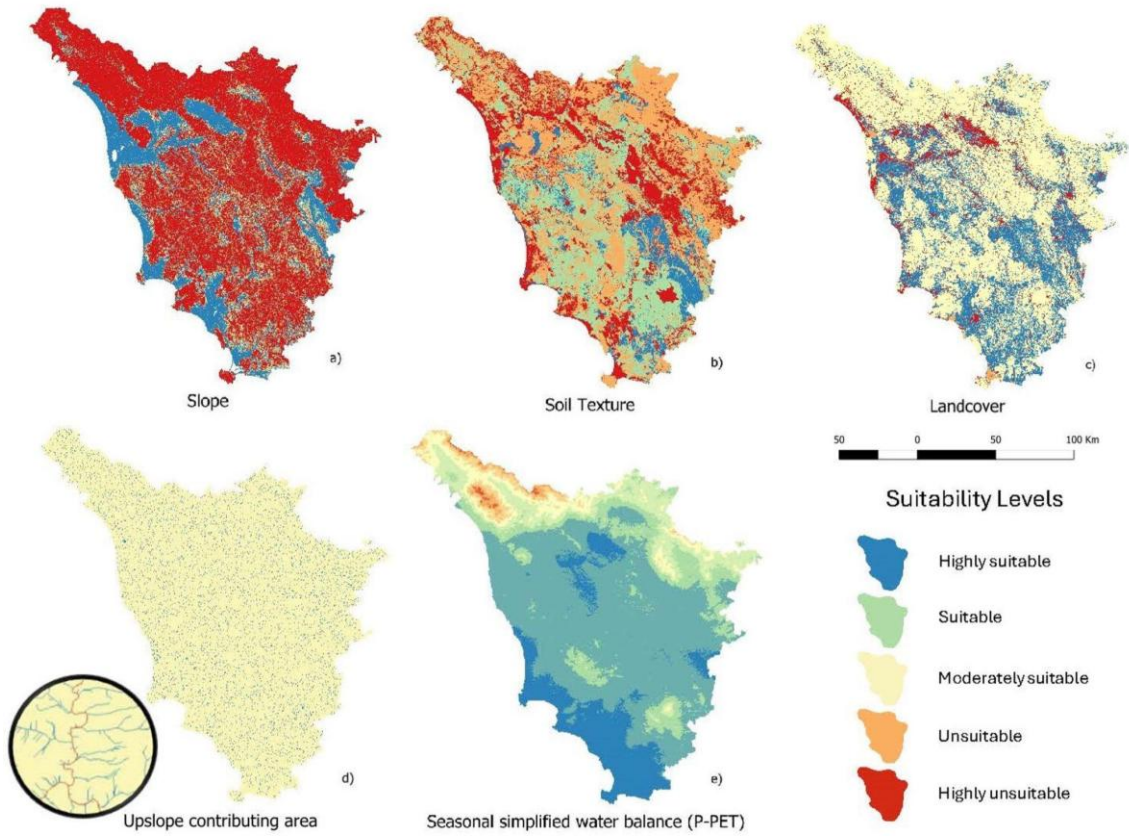 a)
Slope
b)
Soil Texture
c)
Landcover
50 0 50 100 Km
Suitability Levels
Highly suitable
Suitable
Moderately suitable
Unsuitable
Highly unsuitable
d)
Upslope contributing area
e)
Seasonal simplified water balance (P-PET)